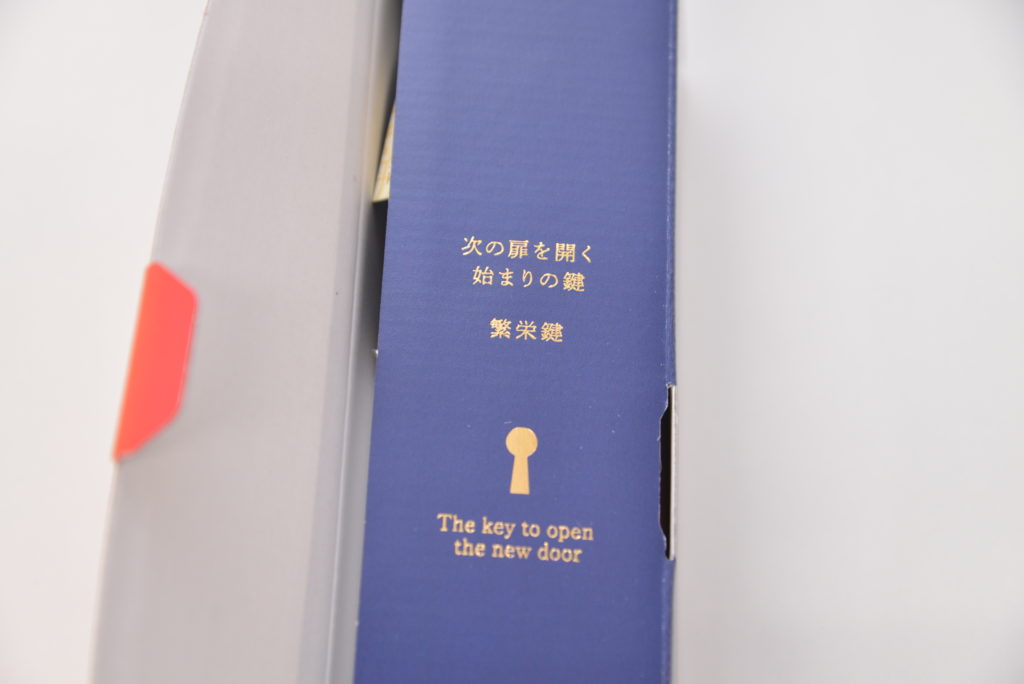 次の扉を開く
始まりの鍵
繁栄鍵
The key to open
the new door